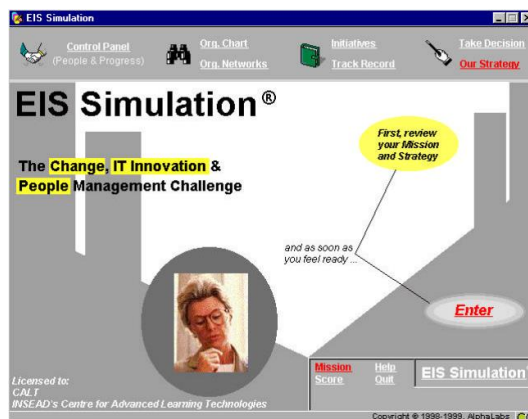 EIS Simulation
Control Panel
(People & Progress)
Org. Chart
Org. Networks
Initiatives
Track Record
Take Decision
Our Strategy
EIS Simulation®
The Change, IT Innovation &
People Management Challenge
First, review
your Mission
and Strategy
and as soon as
you feel ready ...
Enter
Licensed to:
CALT
INSEAD's Centre for Advanced Learning Technologies
Mission
Help
Score
Quit
EIS Simulation
Copyright © 1998-1999, AlphaLabs